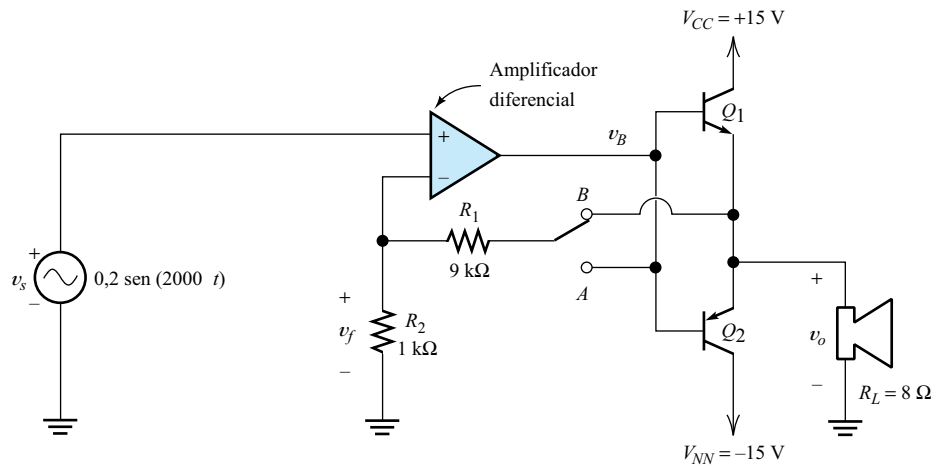 V_CC = +15 V
Amplificador
diferencial
Q_1
+
v_B
–
B
R_1
+
v_s
–
0,2 sen (2000 t)
9 kΩ
A
+
v_f
–
R_2
1 kΩ
Q_2
+
v_o
–
R_L = 8 Ω
V_NN = –15 V